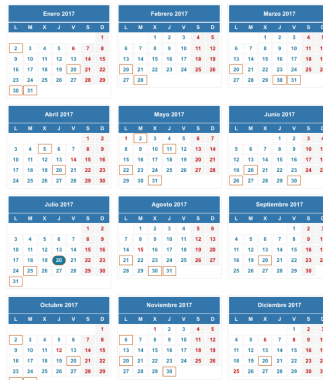 Enero 2017
L M X J V S D
1
2 3 4 5 6 7 8
9 10 11 12 13 14 15
16 17 18 19 20 21 22
23 24 25 26 27 28 29
30 31
Febrero 2017
L M X J V S D
1 2 3 4 5
6 7 8 9 10 11 12
13 14 15 16 17 18 19
20 21 22 23 24 25 26
27 28
Marzo 2017
L M X J V S
1 2 3 4
6 7 8 9 10 11
13 14 15 16 17 18
20 21 22 23 24 25
27 28 29 30 31
Abril 2017
L M X J V S D
1 2
3 4 5 6 7 8 9
10 11 12 13 14 15 16
17 18 19 20 21 22 23
24 25 26 27 28 29 30
Mayo 2017
L M X J V S D
1 2 3 4 5 6 7
8 9 10 11 12 13 14
15 16 17 18 19 20 21
22 23 24 25 26 27 28
29 30 31
Junio 2017
L M X J V S
1 2 3
5 6 7 8 9 10
12 13 14 15 16 17
19 20 21 22 23 24
26 27 28 29 30
Julio 2017
L M X J V S D
1 2
3 4 5 6 7 8 9
10 11 12 13 14 15 16
17 18 19 20 21 22 23
24 25 26 27 28 29 30
31
Agosto 2017
L M X J V S D
1 2 3 4 5 6
7 8 9 10 11 12 13
14 15 16 17 18 19 20
21 22 23 24 25 26 27
28 29 30 31
Septiembre 2017
L M X J V S
1 2
4 5 6 7 8 9
11 12 13 14 15 16
18 19 20 21 22 23
25 26 27 28 29 30
Octubre 2017
L M X J V S D
1
2 3 4 5 6 7 8
9 10 11 12 13 14 15
16 17 18 19 20 21 22
23 24 25 26 27 28 29
Noviembre 2017
L M X J V S D
1 2 3 4 5
6 7 8 9 10 11 12
13 14 15 16 17 18 19
20 21 22 23 24 25 26
27 28 29 30
Diciembre 2017
L M X J V S
1 2
4 5 6 7 8 9
11 12 13 14 15 16
18 19 20 21 22 23
25 26 27 28 29 30